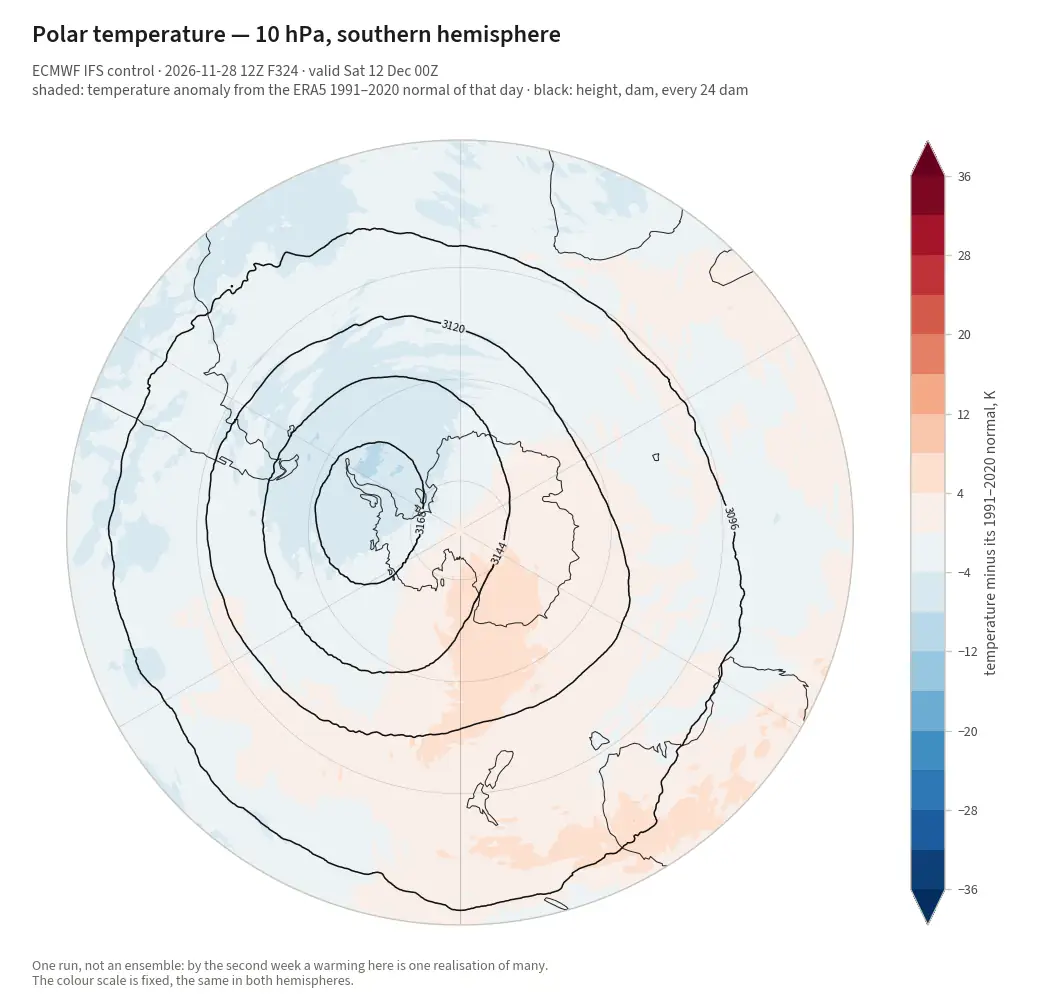 Polar temperature — 10 hPa, southern hemisphere
ECMWF IFS control · 2026-11-28 12Z F324 · valid Sat 12 Dec 00Z
shaded: temperature anomaly from the ERA5 1991–2020 normal of that day · black: height, dam, every 24 dam
36
28
20
12
4
−4
−12
−20
−28
−36
temperature minus its 1991–2020 normal, K
3120
3168
3144
3096
One run, not an ensemble: by the second week a warming here is one realisation of many.
The colour scale is fixed, the same in both hemispheres.